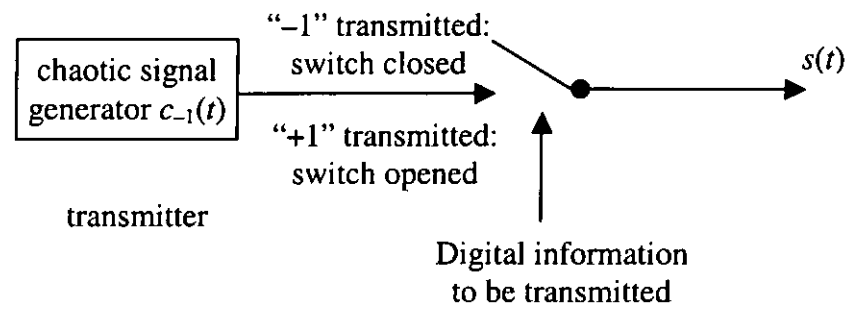 “–1” transmitted:
switch closed
chaotic signal
generator c₋₁(t)
s(t)
“+1” transmitted:
switch opened
transmitter
Digital information
to be transmitted